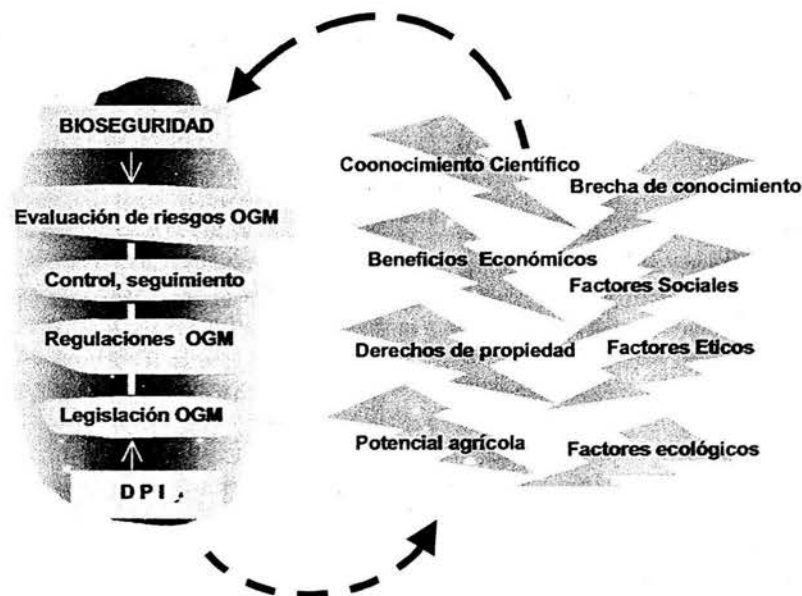 BIOSEGURIDAD
Evaluación de riesgos OGM
Control, seguimiento
Regulaciones OGM
Legislación OGM
D P I
Coonocimiento Científico
Brecha de conocimiento
Beneficios Económicos
Factores Sociales
Derechos de propiedad
Factores Eticos
Potencial agrícola
Factores ecológicos